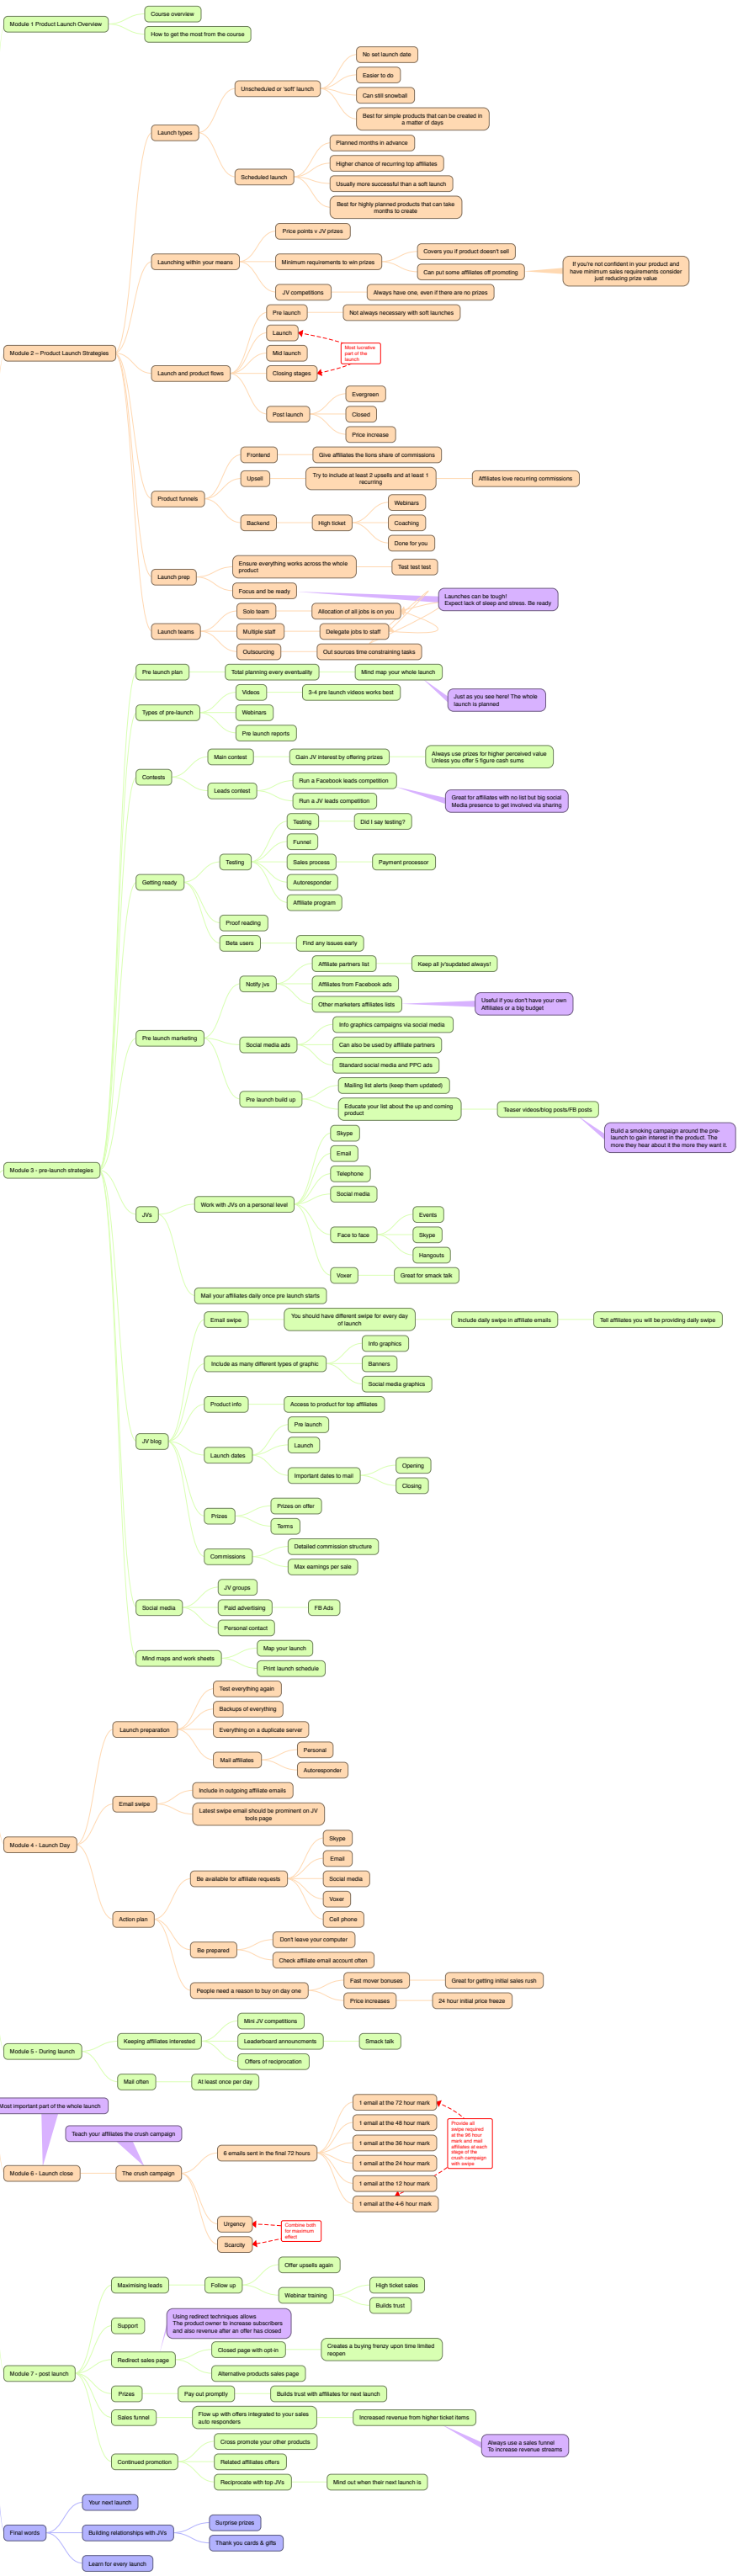 Module 1 Product Launch Overview
Course overview
How to get the most from the course
Module 2 – Product Launch Strategies
Launch types
Unscheduled or 'soft' launch
No set launch date
Easier to do
Can still snowball
Best for simple products that can be created in
a matter of days
Scheduled launch
Planned months in advance
Higher chance of recurring top affiliates
Usually more successful than a soft launch
Best for highly planned products that can take
months to create
Launching within your means
Price points v JV prizes
Minimum requirements to win prizes
Covers you if product doesn't sell
Can put some affiliates off promoting
If you're not confident in your product and
have minimum sales requirements consider
just reducing prize value
JV competitions
Always have one, even if there are no prizes
Launch and product flows
Pre launch
Not always necessary with soft launches
Launch
Mid launch
Closing stages
Most lucrative
part of the
launch
Post launch
Evergreen
Closed
Price increase
Product funnels
Frontend
Give affiliates the lions share of commissions
Upsell
Try to include at least 2 upsells and at least 1
recurring
Affiliates love recurring commissions
Backend
High ticket
Webinars
Coaching
Done for you
Launch prep
Ensure everything works across the whole
product
Test test test
Focus and be ready
Launches can be tough!
Expect lack of sleep and stress. Be ready
Launch teams
Solo team
Allocation of all jobs is on you
Multiple staff
Delegate jobs to staff
Outsourcing
Out sources time constraining tasks
Module 3 - pre-launch strategies
Pre launch plan
Total planning every eventuality
Mind map your whole launch
Just as you see here! The whole
launch is planned
Types of pre-launch
Videos
3-4 pre launch videos works best
Webinars
Pre launch reports
Contests
Main contest
Gain JV interest by offering prizes
Always use prizes for higher perceived value
Unless you offer 5 figure cash sums
Leads contest
Run a Facebook leads competition
Run a JV leads competition
Great for affiliates with no list but big social
Media presence to get involved via sharing
Getting ready
Testing
Testing
Did I say testing?
Funnel
Sales process
Payment processor
Autoresponder
Affiliate program
Proof reading
Beta users
Find any issues early
Pre launch marketing
Notify jvs
Affiliate partners list
Keep all jv'supdated always!
Affiliates from Facebook ads
Other marketers affiliates lists
Useful if you don't have your own
Affiliates or a big budget
Social media ads
Info graphics campaigns via social media
Can also be used by affiliate partners
Standard social media and PPC ads
Pre launch build up
Mailing list alerts (keep them updated)
Educate your list about the up and coming
product
Teaser videos/blog posts/FB posts
Build a smoking campaign around the pre-
launch to gain interest in the product. The
more they hear about it the more they want it.
JVs
Work with JVs on a personal level
Skype
Email
Telephone
Social media
Face to face
Events
Skype
Hangouts
Voxer
Great for smack talk
Mail your affiliates daily once pre launch starts
JV blog
Email swipe
You should have different swipe for every day
of launch
Include daily swipe in affiliate emails
Tell affiliates you will be providing daily swipe
Include as many different types of graphic
Info graphics
Banners
Social media graphics
Product info
Access to product for top affiliates
Launch dates
Pre launch
Launch
Important dates to mail
Opening
Closing
Prizes
Prizes on offer
Terms
Commissions
Detailed commission structure
Max earnings per sale
Social media
JV groups
Paid advertising
FB Ads
Personal contact
Mind maps and work sheets
Map your launch
Print launch schedule
Module 4 - Launch Day
Launch preparation
Test everything again
Backups of everything
Everything on a duplicate server
Mail affiliates
Personal
Autoresponder
Email swipe
Include in outgoing affiliate emails
Latest swipe email should be prominent on JV
tools page
Action plan
Be available for affiliate requests
Skype
Email
Social media
Voxer
Cell phone
Be prepared
Don't leave your computer
Check affiliate email account often
People need a reason to buy on day one
Fast mover bonuses
Great for getting initial sales rush
Price increases
24 hour initial price freeze
Module 5 - During launch
Keeping affiliates interested
Mini JV competitions
Leaderboard announcments
Smack talk
Offers of reciprocation
Mail often
At least once per day
Most important part of the whole launch
Module 6 - Launch close
Teach your affiliates the crush campaign
The crush campaign
6 emails sent in the final 72 hours
1 email at the 72 hour mark
1 email at the 48 hour mark
1 email at the 36 hour mark
1 email at the 24 hour mark
1 email at the 12 hour mark
1 email at the 4-6 hour mark
Provide all
swipe required
at the 96 hour
mark and mail
affiliates at each
stage of the
crush campaign
with swipe
Urgency
Scarcity
Combine both
for maximum
effect
Module 7 - post launch
Maximising leads
Follow up
Offer upsells again
Webinar training
High ticket sales
Builds trust
Support
Using redirect techniques allows
The product owner to increase subscribers
and also revenue after an offer has closed
Redirect sales page
Closed page with opt-in
Creates a buying frenzy upon time limited
reopen
Alternative products sales page
Prizes
Pay out promptly
Builds trust with affiliates for next launch
Sales funnel
Flow up with offers integrated to your sales
auto responders
Increased revenue from higher ticket items
Always use a sales funnel
To increase revenue streams
Continued promotion
Cross promote your other products
Related affiliates offers
Reciprocate with top JVs
Mind out when their next launch is
Final words
Your next launch
Building relationships with JVs
Surprise prizes
Thank you cards & gifts
Learn for every launch